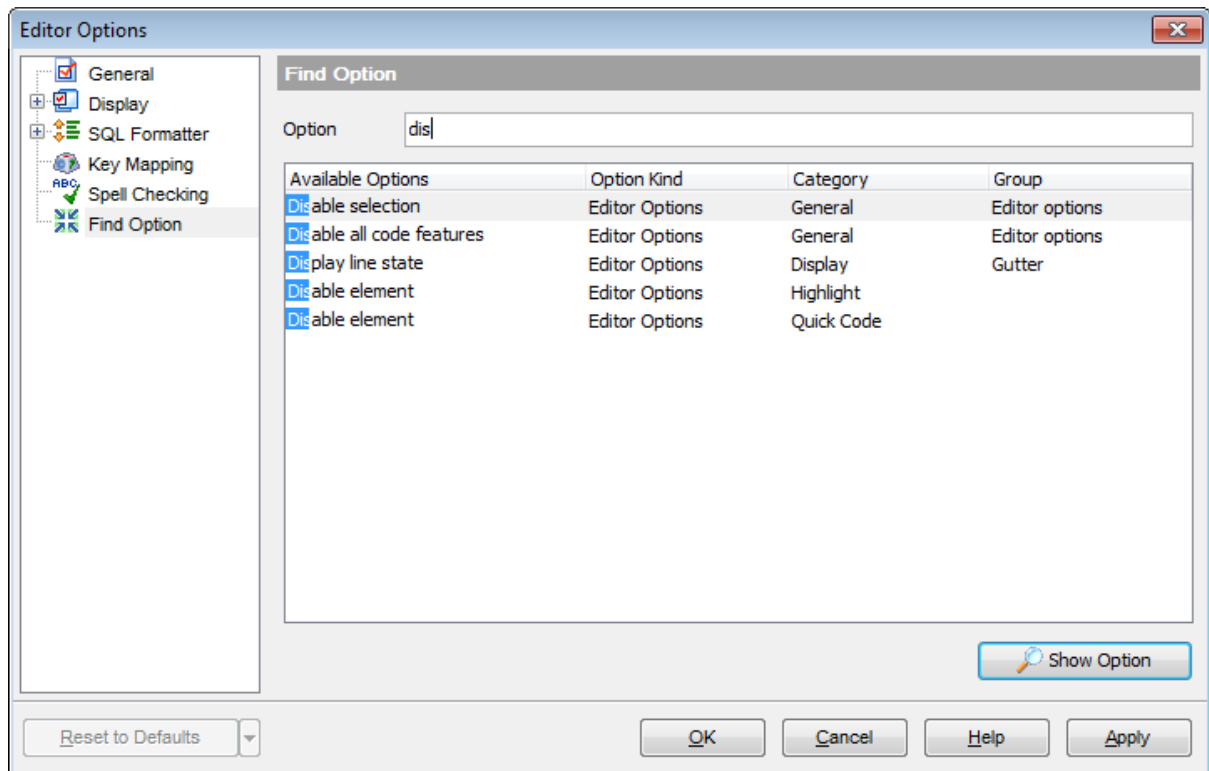 Editor Options
General
Display
SQL Formatter
Key Mapping
ABC
Spell Checking
Find Option
Find Option
Option dis
Available Options Option Kind Category Group
Disable selection Editor Options General Editor options
Disable all code features Editor Options General Editor options
Display line state Editor Options Display Gutter
Disable element Editor Options Highlight
Disable element Editor Options Quick Code
Show Option
Reset to Defaults OK Cancel Help Apply